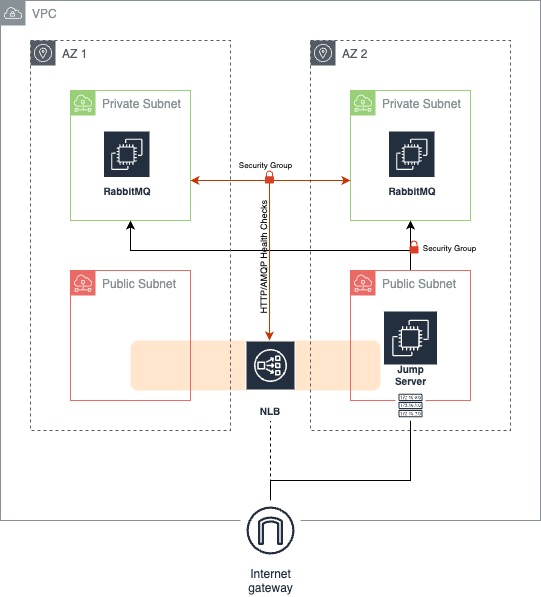 VPC
AZ 1
AZ 2
Private Subnet
Private Subnet
RabbitMQ
RabbitMQ
Security Group
HTTP/AMQP Health Checks
Security Group
Public Subnet
Public Subnet
Jump
Server
NLB
Internet
gateway